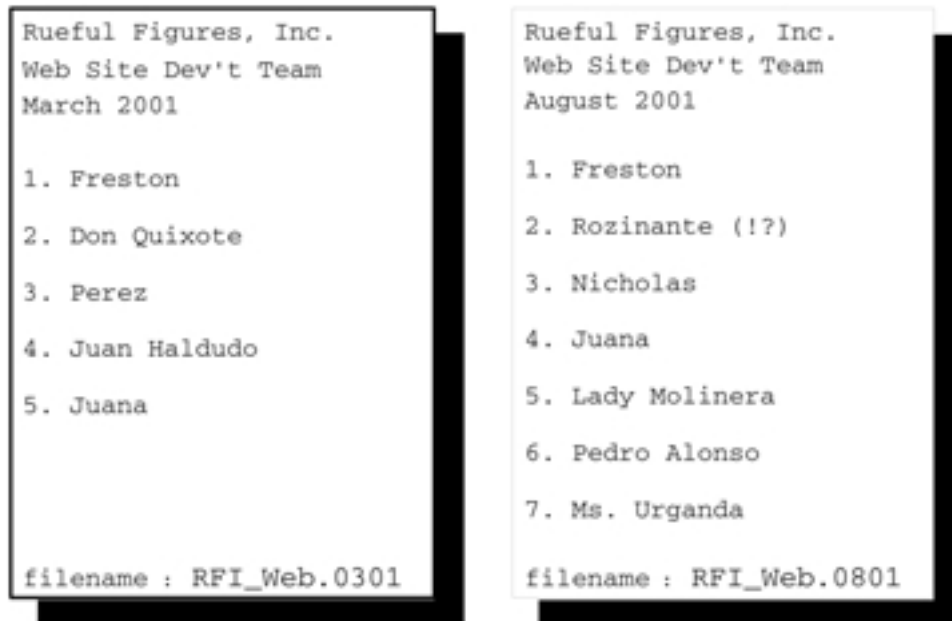 Rueful Figures, Inc.
Web Site Dev't Team
March 2001
1. Freston
2. Don Quixote
3. Perez
4. Juan Haldudo
5. Juana
filename : RFI_Web.0301
Rueful Figures, Inc.
Web Site Dev't Team
August 2001
1. Freston
2. Rozinante (!?)
3. Nicholas
4. Juana
5. Lady Molinera
6. Pedro Alonso
7. Ms. Urganda
filename : RFI_Web.0801